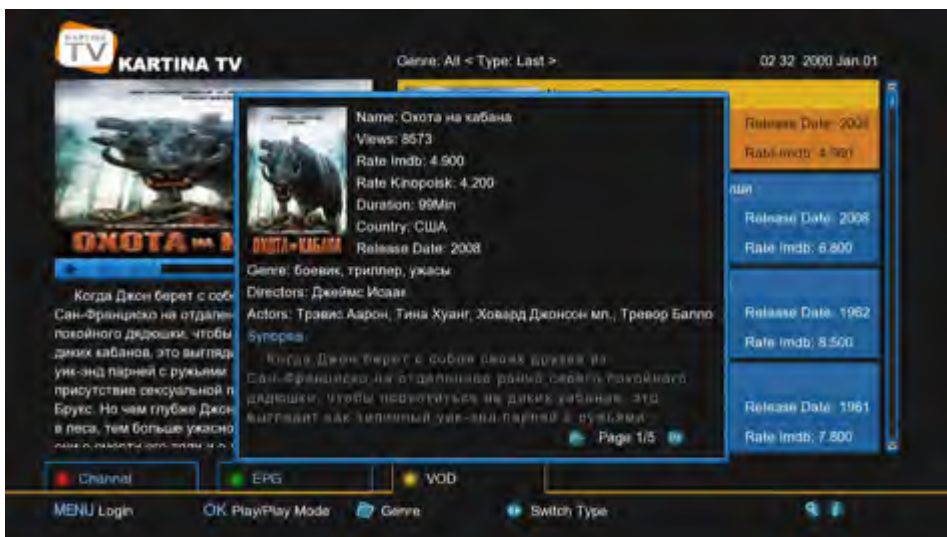 KARTINA
TV
KARTINA TV
Genre: All < Type: Last >
02 32 2000 Jan 01
Name: Охота на кабана
Views: 8573
Rate Imdb: 4.900
Rate Kinopoisk: 4.200
Duration: 99Min
Country: США
Release Date: 2008
ОХОТА НА КАБАНА
Genre: боевик, триллер, ужасы
Directors: Джеймс Исаак
Actors: Трэвис Аарон, Тина Хуанг, Ховард Джонсон мл., Тревор Балло
Synopsis:
Когда Джон берет с собой своих друзей из
Сан-Франциско на отдаленное ранчо своего покойного
дядюшки, чтобы поохотиться на диких кабанов, это
выглядит как типичный уик-энд парней с ружьями
Page 1/5
ОХОТА НА
Когда Джон берет с собо
Сан-Франциско на отдален
покойного дядюшки, чтобы
диких кабанов, это выгляд
уик-энд парней с ружьями
присутствие сексуальной п
Брукс. Но чем глубже Джон
в леса, тем больше ужасно
Release Date: 2008
Rate Imdb: 4.900
Release Date: 2008
Rate Imdb: 6.800
Release Date: 1962
Rate Imdb: 8.500
Release Date: 1961
Rate Imdb: 7.800
Channel
EPG
VOD
MENU Login
OK Play/Play Mode
Genre
Switch Type